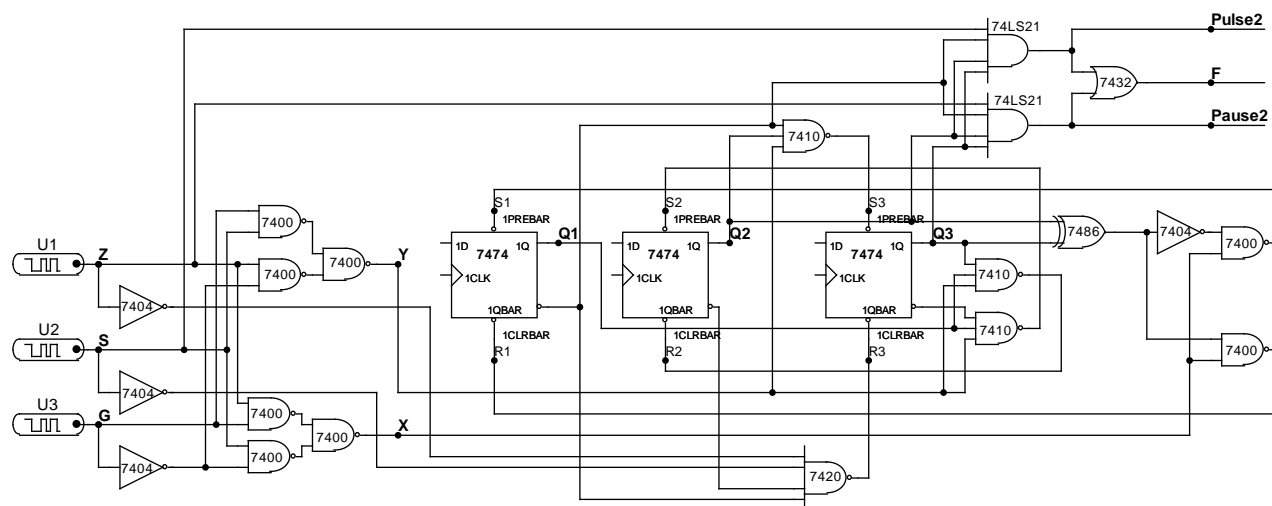 74LS21
Pulse2
7432
F
74LS21
Pause2
7410
S1
S2
S3
1PREBAR
1PREBAR
1PREBAR
7400
U1
Z
7400
7400
Y
1D
1Q
Q1
7474
1CLK
1QBAR
1CLRBAR
1D
1Q
Q2
7474
1CLK
1QBAR
1CLRBAR
1D
1Q
Q3
7474
1CLK
1QBAR
1CLRBAR
7486
7404
7400
7410
7410
7400
7404
U2
S
R1
R2
R3
7404
U3
G
7400
7400
X
7400
7404
7420